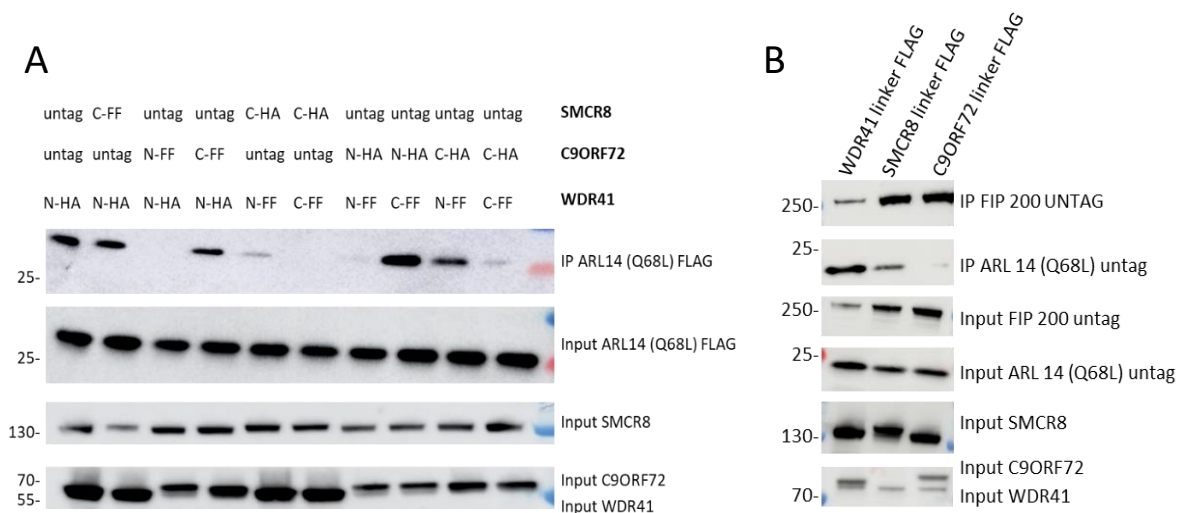 A
untag C-FF untag untag C-HA C-HA untag untag untag untag SMCR8
untag untag N-FF C-FF untag untag N-HA N-HA C-HA C-HA C9ORF72
N-HA N-HA N-HA N-HA N-FF C-FF N-FF C-FF N-FF C-FF WDR41
25- IP ARL14 (Q68L) FLAG
25- Input ARL14 (Q68L) FLAG
130- Input SMCR8
70- Input C9ORF72
55- Input WDR41
B
WDR41 linker FLAG
SMCR8 linker FLAG
C9ORF72 linker FLAG
250- IP FIP 200 UNTAG
25- IP ARL 14 (Q68L) untag
250- Input FIP 200 untag
25- Input ARL 14 (Q68L) untag
130- Input SMCR8
Input C9ORF72
70- Input WDR41